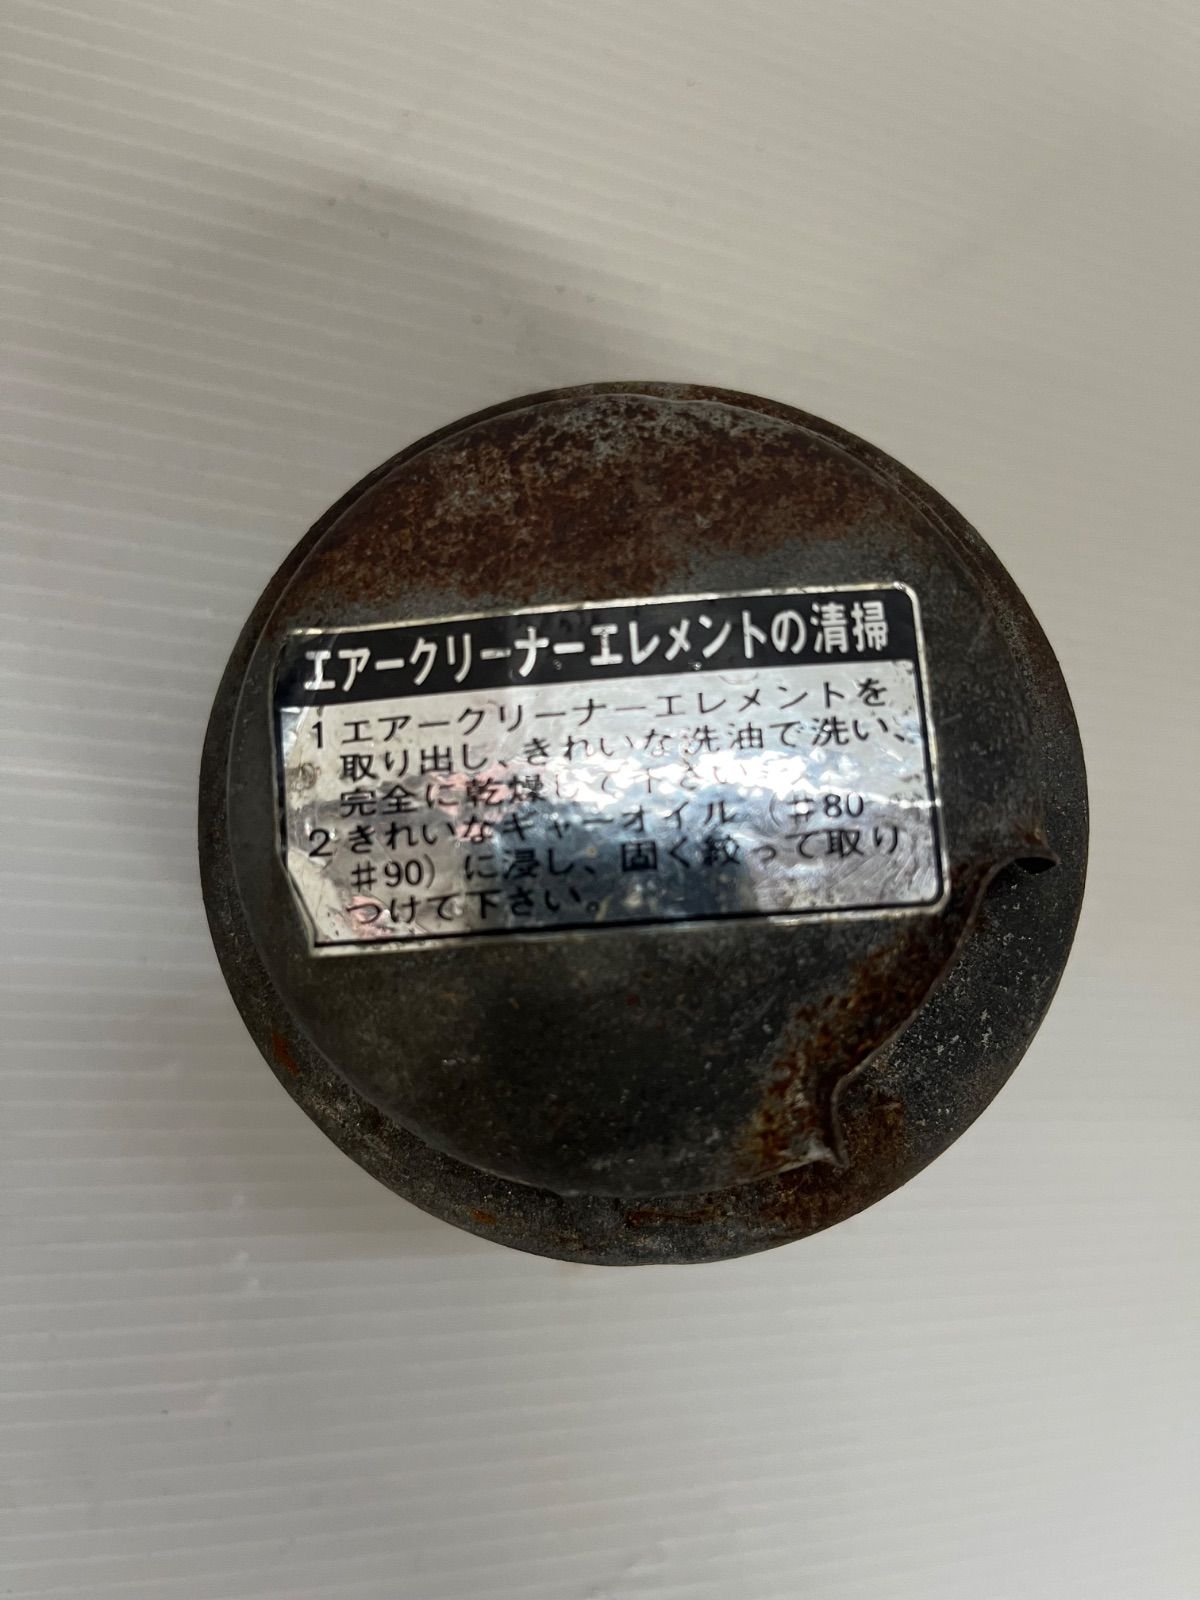 エアークリーナーエレメントの清掃
1 エアークリーナーエレメントを
取り出し、きれいな洗油で洗い、
完全に乾燥して下さい。
2 きれいなギヤーオイル (#80
#90) に浸し、固く絞って取り
つけて下さい。